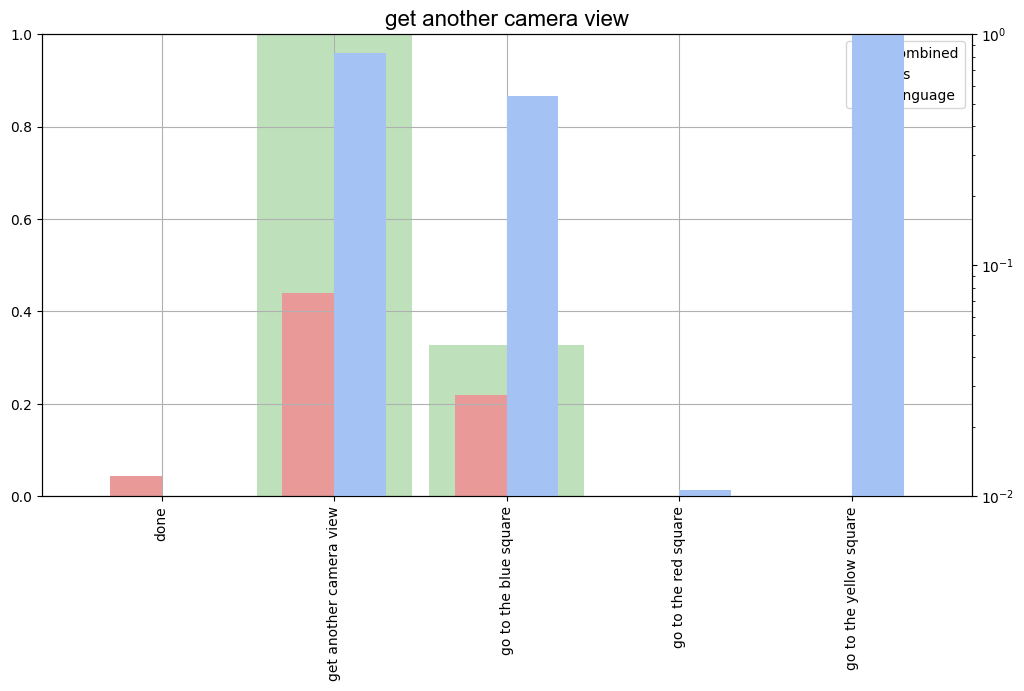 get another camera view
1.0
0.8
0.6
0.4
0.2
0.0
10⁰
10⁻¹
10⁻²
done
get another camera view
go to the blue square
go to the red square
go to the yellow square